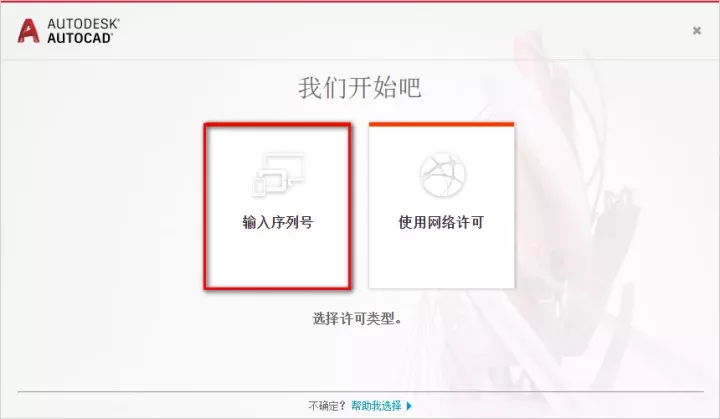 AUTODESK®
AUTOCAD®
我们开始吧
输入序列号
使用网络许可
选择许可类型。
不确定？ 帮助我选择